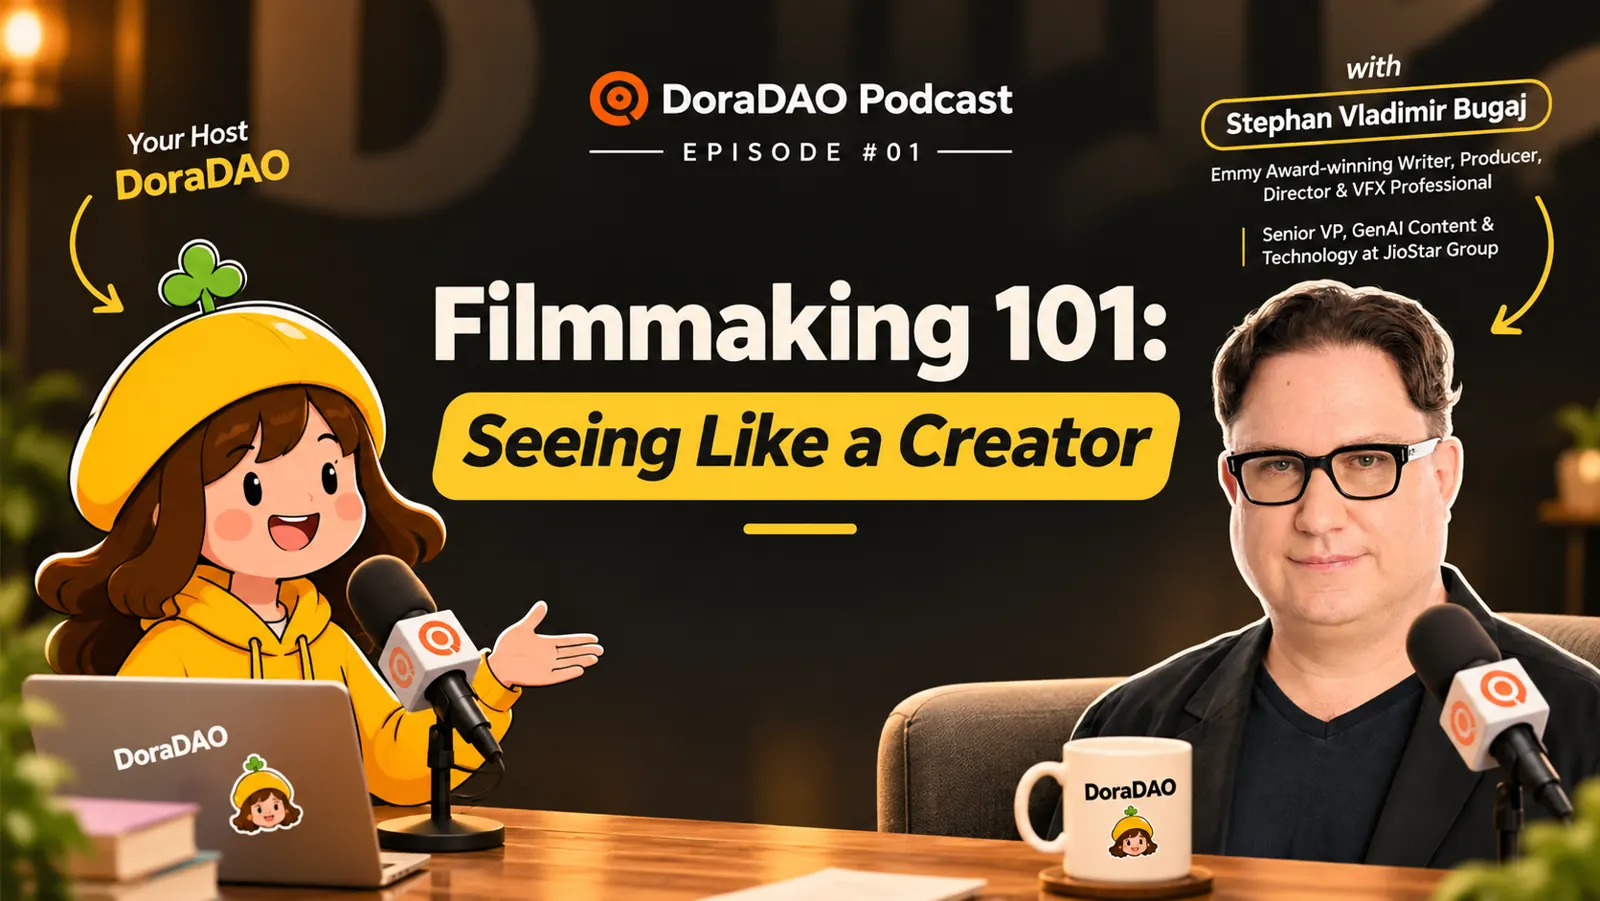 DoraDAO Podcast
EPISODE #01
Your Host
DoraDAO
with
Stephan Vladimir Bugaj
Emmy Award-winning Writer, Producer,
Director & VFX Professional
Senior VP, GenAI Content &
Technology at JioStar Group
Filmmaking 101:
Seeing Like a Creator
DoraDAO
DoraDAO